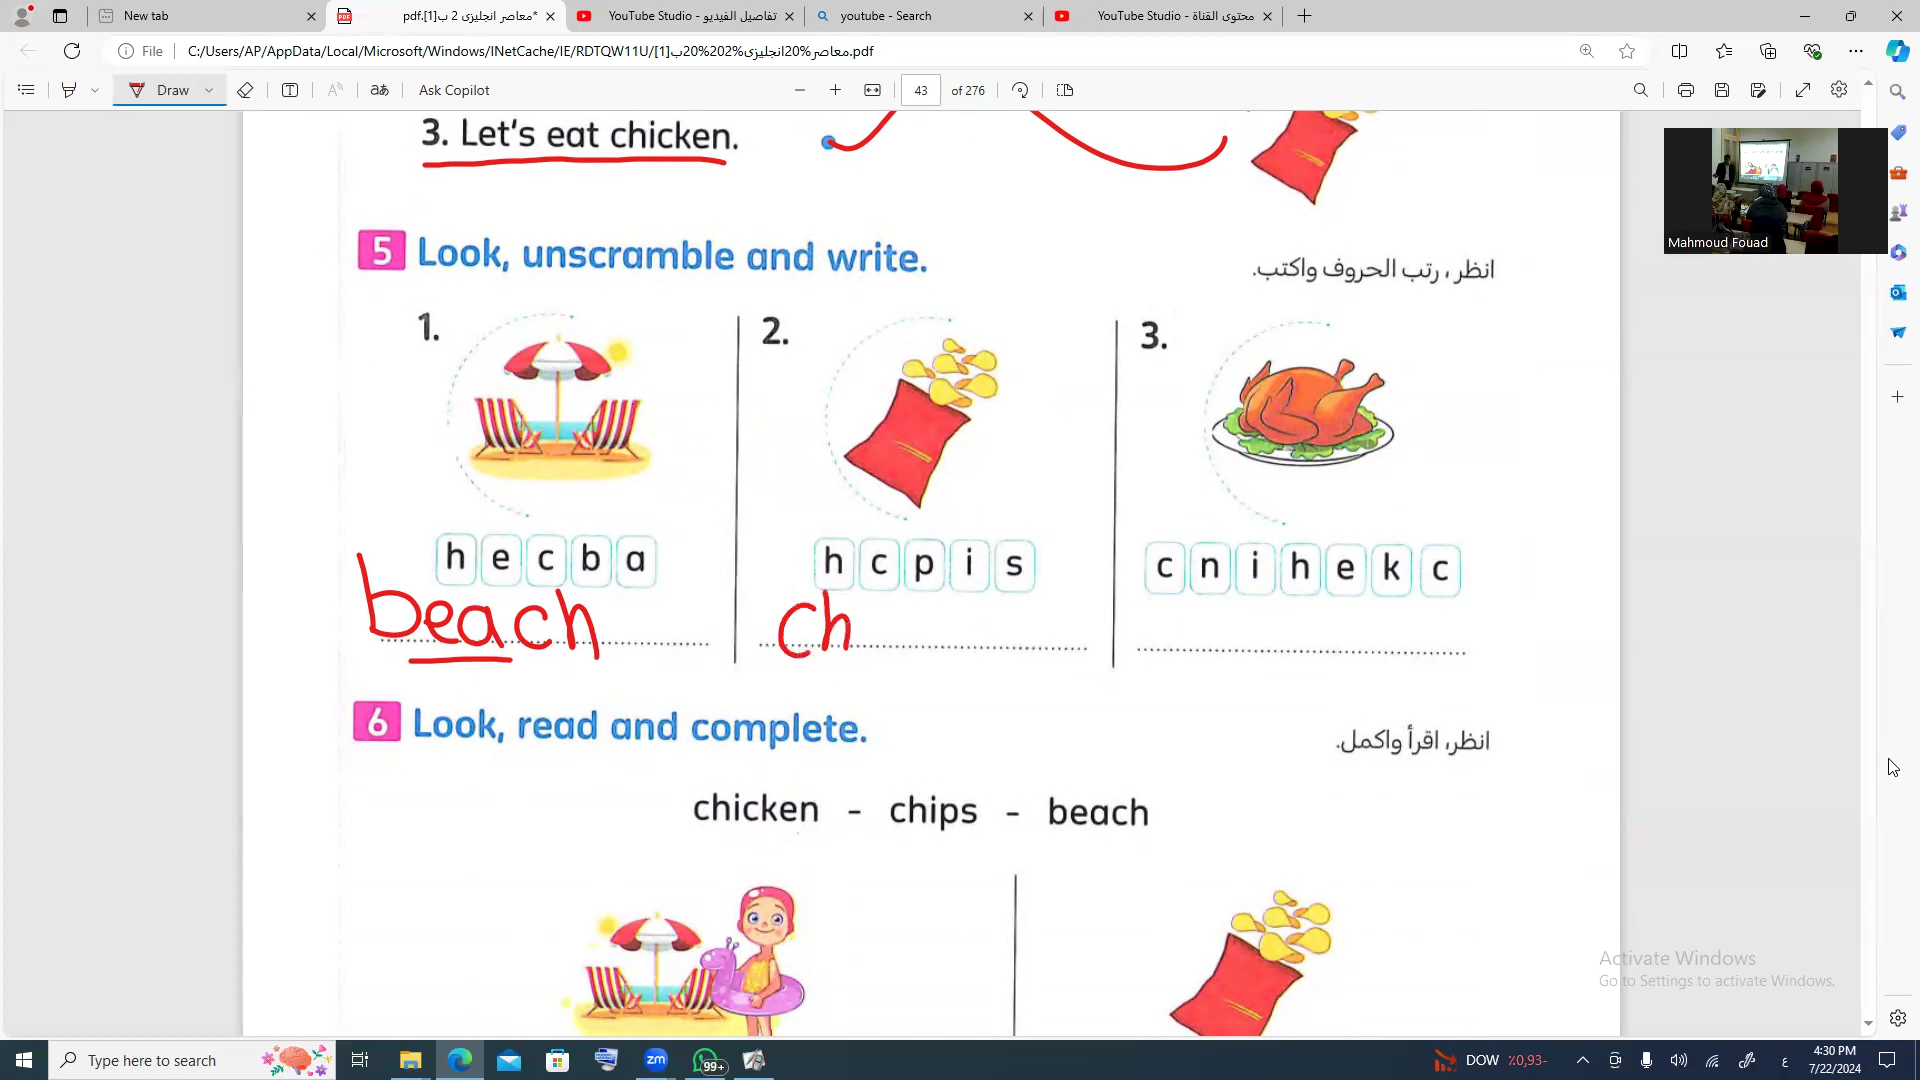 New tab
*معاصر انجليزى 2 ب[1].pdf
YouTube Studio - تفاصيل الفيديو
youtube - Search
YouTube Studio - محتوى القناة
File
C:/Users/AP/AppData/Local/Microsoft/Windows/INetCache/IE/RDTQW11U/معاصر%20انجليزى%202%20ب[1].pdf
Draw
Ask Copilot
43 of 276
3. Let's eat chicken.
Mahmoud Fouad
5 Look, unscramble and write.
انظر ، رتب الحروف واكتب.
1.
2.
3.
h e c b a
h c p i s
c n i h e k c
beach
ch
6 Look, read and complete.
انظر، اقرأ واكمل.
chicken - chips - beach
Activate Windows
Go to Settings to activate Windows.
Type here to search
zm
99+
DOW ٪0,93-
ع
4:30 PM
7/22/2024